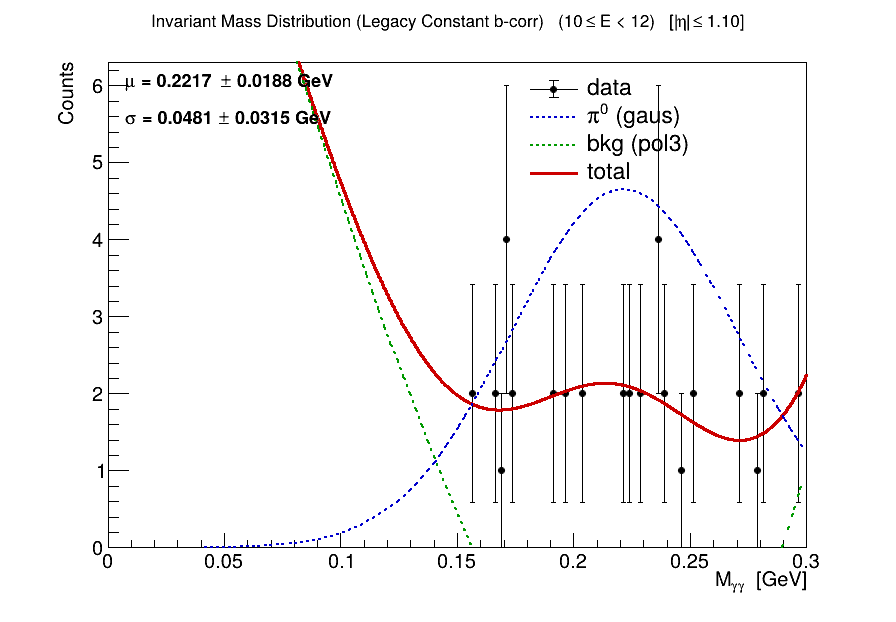 Invariant Mass Distribution (Legacy Constant b-corr) (10 ≤ E < 12) [|η| ≤ 1.10]
Counts
μ = 0.2217 ± 0.0188 GeV
σ = 0.0481 ± 0.0315 GeV
data
π⁰ (gaus)
bkg (pol3)
total
6
5
4
3
2
1
0
0 0.05 0.1 0.15 0.2 0.25 0.3
M_γγ [GeV]